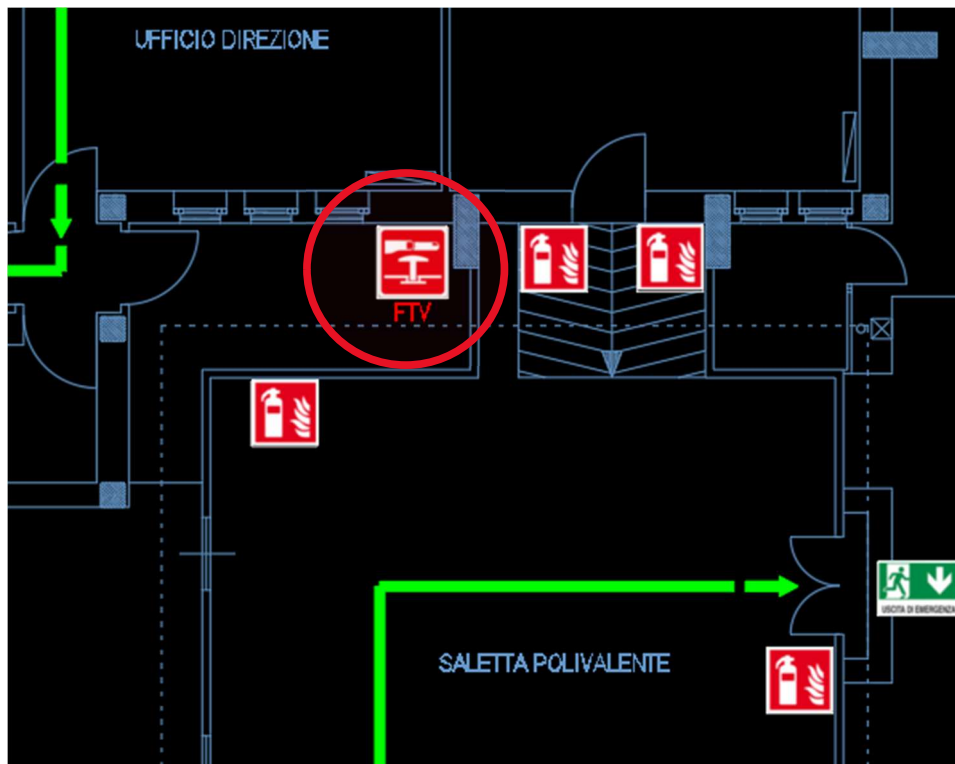 UFFICIO DIREZIONE
FTV
USCITA DI EMERGENZA
SALETTA POLIVALENTE